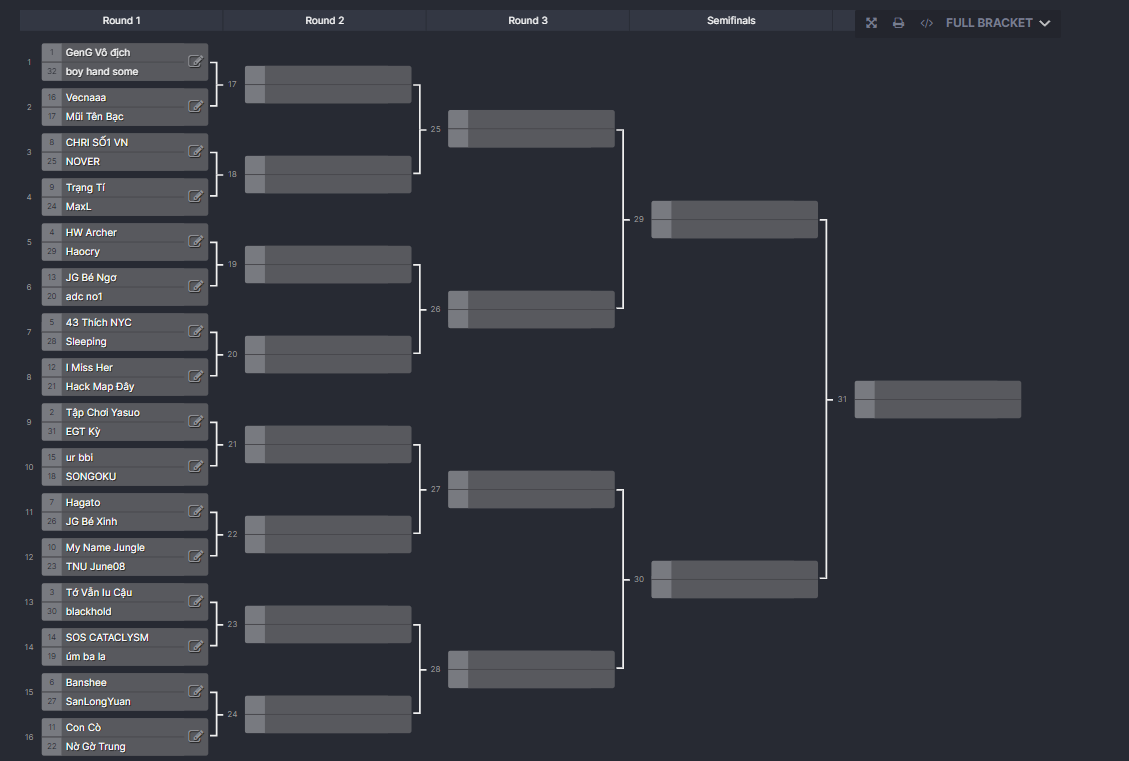 Round 1
Round 2
Round 3
Semifinals
FULL BRACKET
1
1 GenG Vô địch
32 boy hand some
2
16 Vecnaaa
17 Mũi Tên Bạc
3
8 CHRI SỐ1 VN
25 NOVER
4
9 Trạng Tí
24 MaxL
5
4 HW Archer
29 Haocry
6
13 JG Bé Ngơ
20 adc no1
7
5 43 Thích NYC
28 Sleeping
8
12 I Miss Her
21 Hack Map Đấy
9
2 Tập Chơi Yasuo
31 EGT Kỳ
10
15 ur bbi
18 SONGOKU
11
7 Hagato
26 JG Bé Xinh
12
10 My Name Jungle
23 TNU June08
13
3 Tớ Vẫn Iu Cậu
30 blackhold
14
14 SOS CATACLYSM
19 úm ba la
15
6 Banshee
27 SanLongYuan
16
11 Con Cò
22 Nờ Gờ Trung
17
18
19
20
21
22
23
24
25
26
27
28
29
30
31